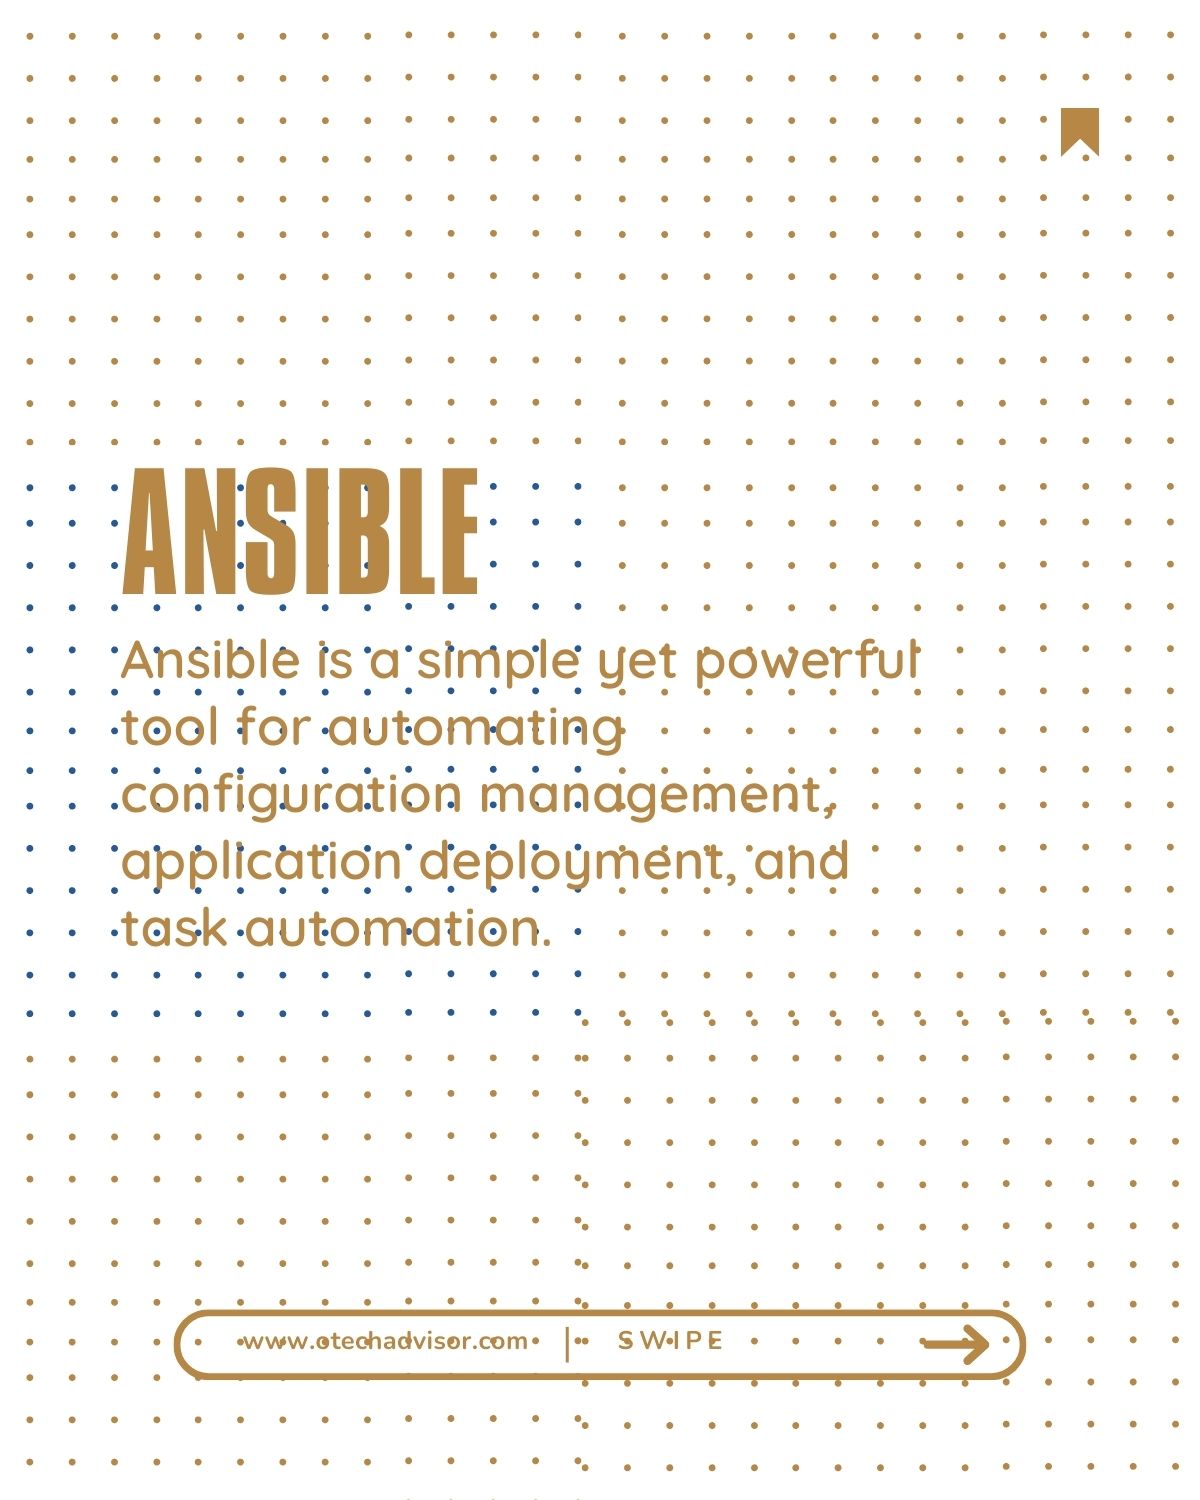 ANSIBLE
Ansible is a simple yet powerful
tool for automating
configuration management,
application deployment, and
task automation.
www.otechadvisor.com | SWIPE